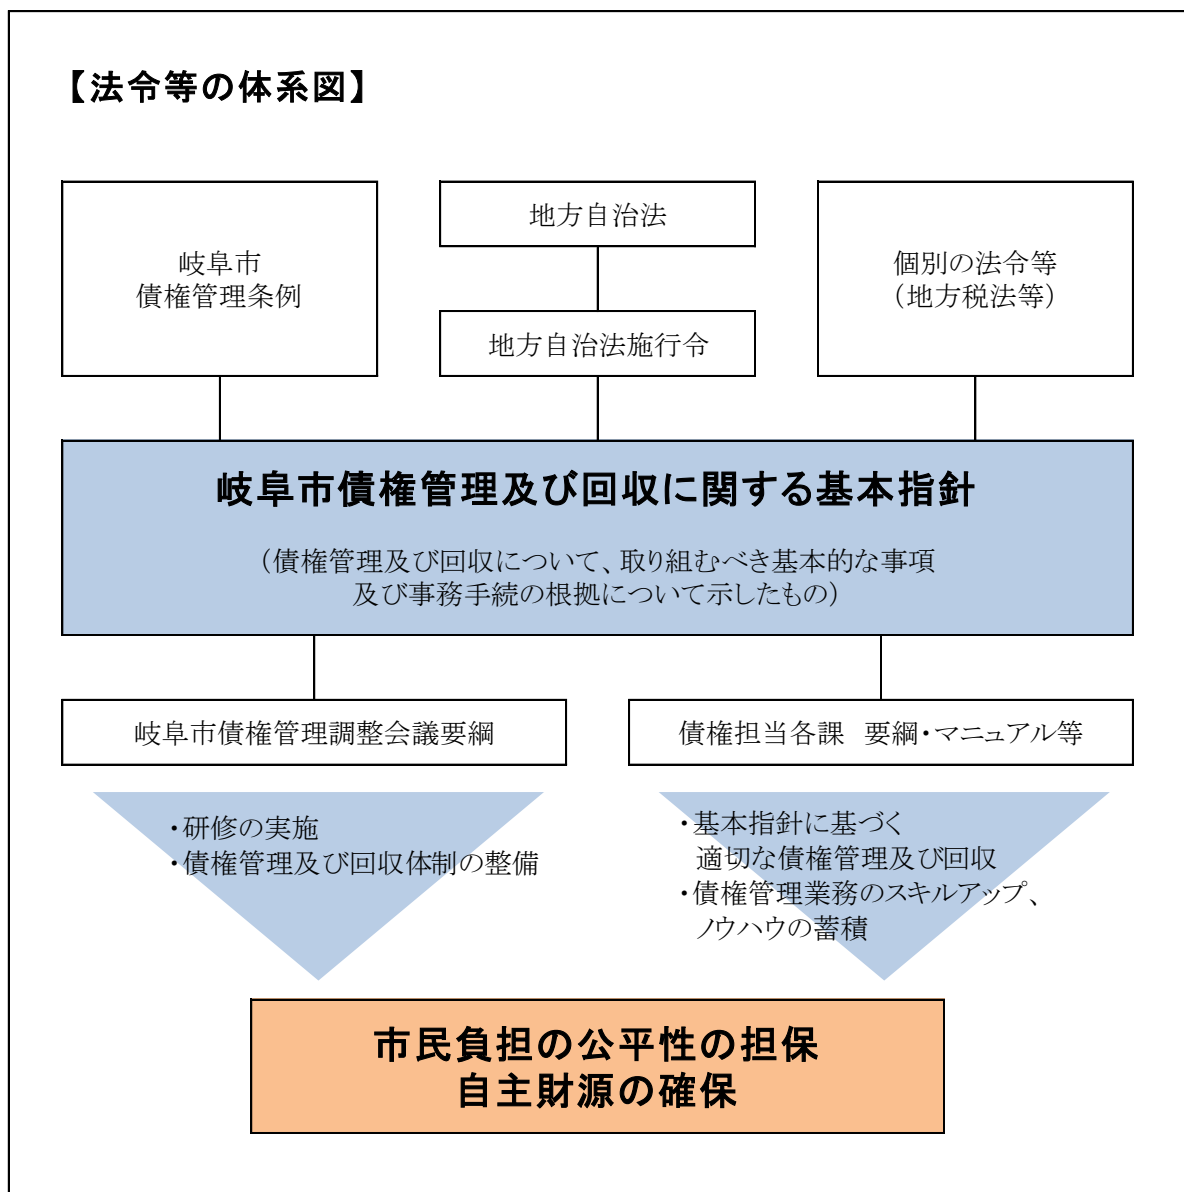 【法令等の体系図】
岐阜市
債権管理条例
地方自治法
地方自治法施行令
個別の法令等
（地方税法等）
岐阜市債権管理及び回収に関する基本指針
（債権管理及び回収について、取り組むべき基本的な事項
及び事務手続の根拠について示したもの）
岐阜市債権管理調整会議要綱
債権担当各課　要綱・マニュアル等
・研修の実施
・債権管理及び回収体制の整備
・基本指針に基づく
適切な債権管理及び回収
・債権管理業務のスキルアップ、
ノウハウの蓄積
市民負担の公平性の担保
自主財源の確保